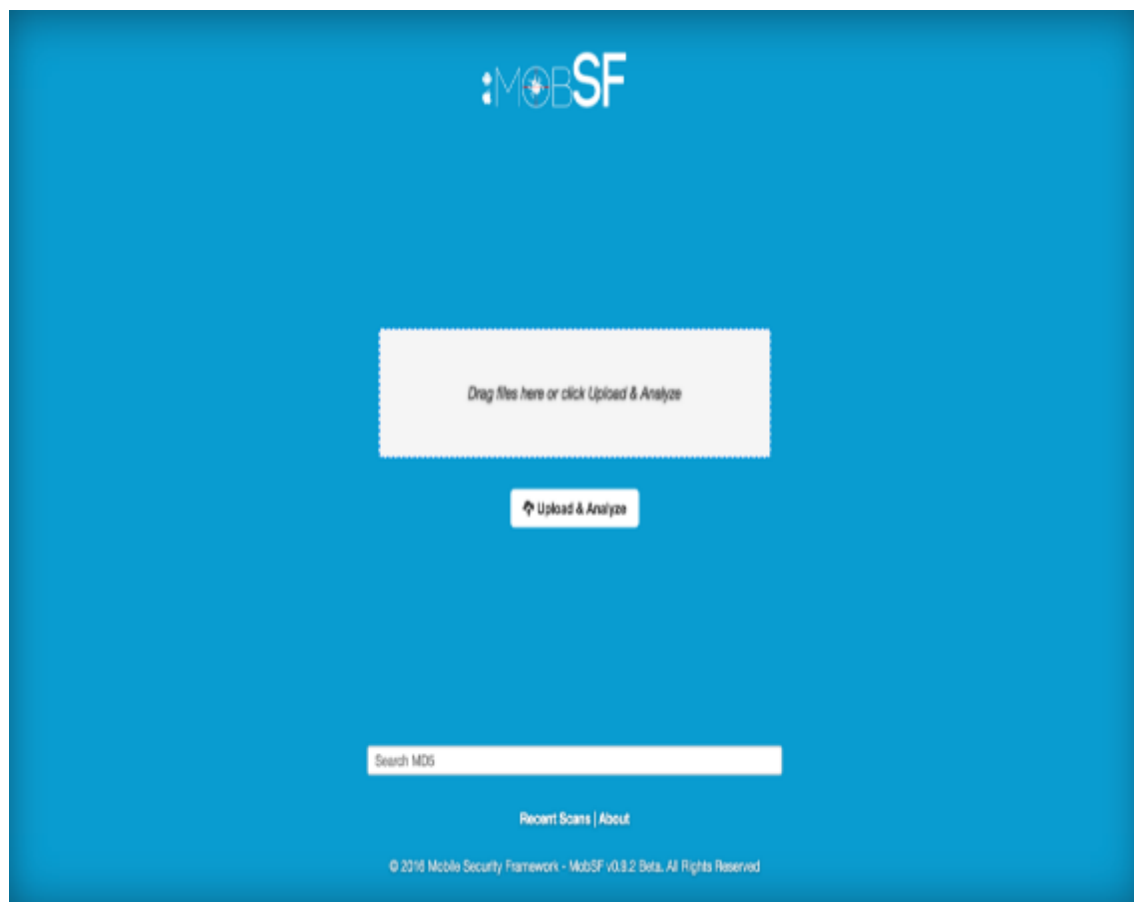 :MOBSF
Drag files here or click Upload & Analyze
Upload & Analyze
Search MD5
Recent Scans | About
© 2016 Mobile Security Framework - MobSF v0.9.2 Beta. All Rights Reserved